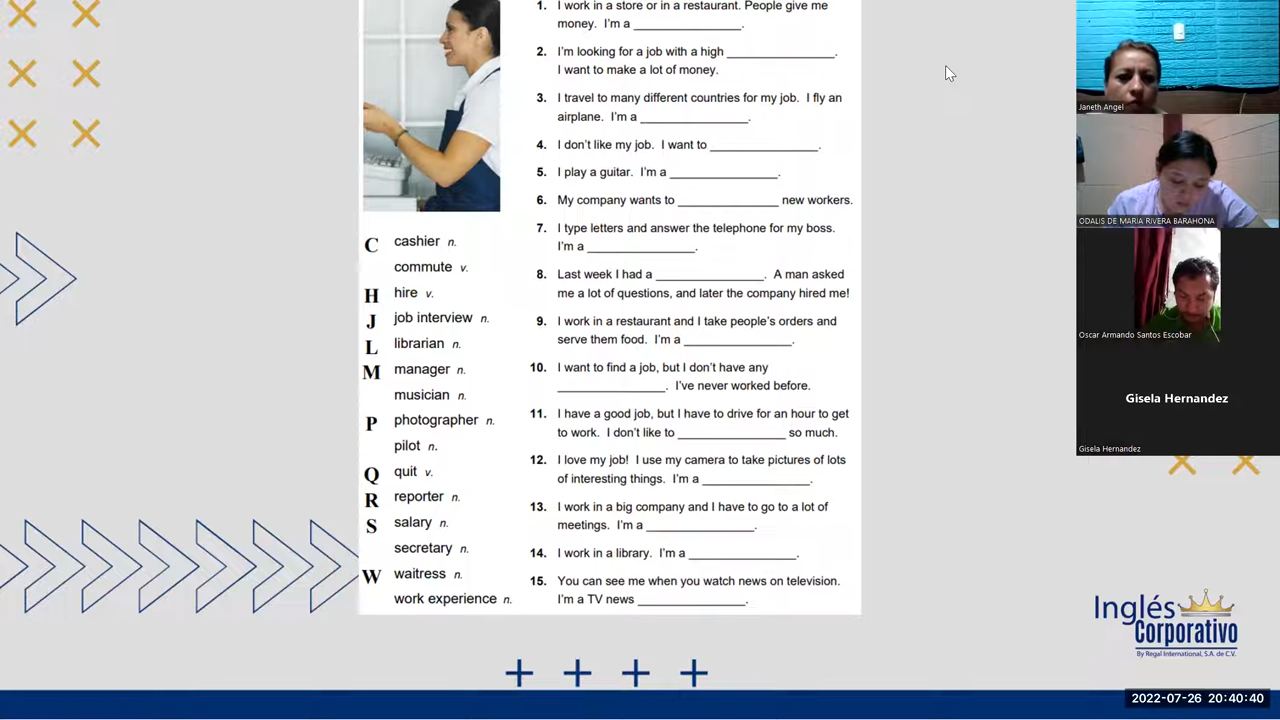 1. I work in a store or in a restaurant. People give me
money. I'm a ________________.
2. I'm looking for a job with a high ________________.
I want to make a lot of money.
3. I travel to many different countries for my job. I fly an
airplane. I'm a ________________.
4. I don't like my job. I want to ________________.
5. I play a guitar. I'm a ________________.
6. My company wants to _______________ new workers.
7. I type letters and answer the telephone for my boss.
I'm a ________________.
8. Last week I had a ________________. A man asked
me a lot of questions, and later the company hired me!
9. I work in a restaurant and I take people's orders and
serve them food. I'm a ________________.
10. I want to find a job, but I don't have any
________________. I've never worked before.
11. I have a good job, but I have to drive for an hour to get
to work. I don't like to ________________ so much.
12. I love my job! I use my camera to take pictures of lots
of interesting things. I'm a ________________.
13. I work in a big company and I have to go to a lot of
meetings. I'm a ________________.
14. I work in a library. I'm a ________________.
15. You can see me when you watch news on television.
I'm a TV news ________________.
C cashier n.
commute v.
H hire v.
J job interview n.
L librarian n.
M manager n.
musician n.
P photographer n.
pilot n.
Q quit v.
R reporter n.
S salary n.
secretary n.
W waitress n.
work experience n.
Janeth Angel
ODALIS DE MARIA RIVERA BARAHONA
Oscar Armando Santos Escobar
Gisela Hernandez
Gisela Hernandez
Inglés
Corporativo
By Regal International, S.A. de C.V.
2022-07-26 20:40:40